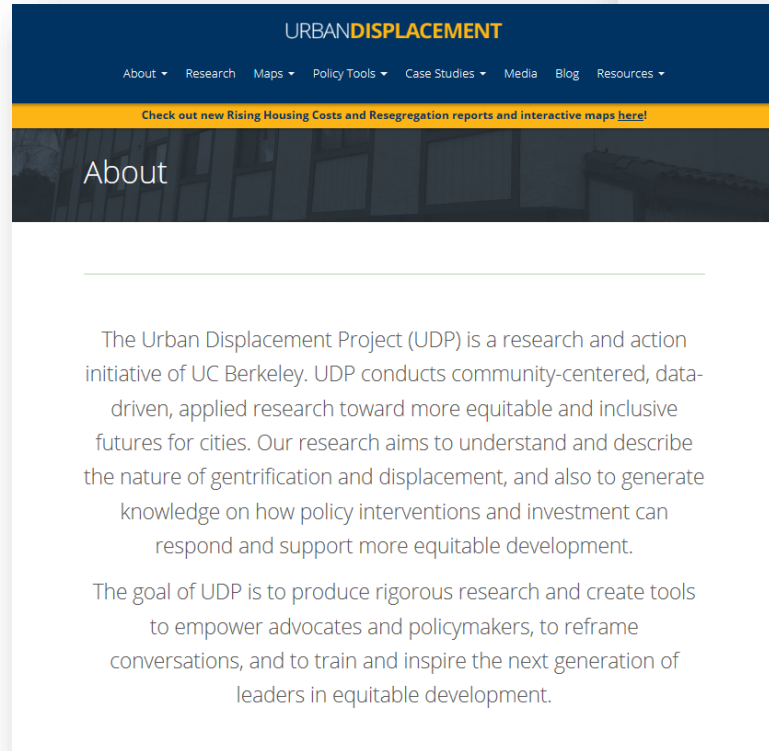 URBANDISPLACEMENT
About Research Maps Policy Tools Case Studies Media Blog Resources
Check out new Rising Housing Costs and Resegregation reports and interactive maps here!
About
The Urban Displacement Project (UDP) is a research and action
initiative of UC Berkeley. UDP conducts community-centered, data-
driven, applied research toward more equitable and inclusive
futures for cities. Our research aims to understand and describe
the nature of gentrification and displacement, and also to generate
knowledge on how policy interventions and investment can
respond and support more equitable development.
The goal of UDP is to produce rigorous research and create tools
to empower advocates and policymakers, to reframe
conversations, and to train and inspire the next generation of
leaders in equitable development.